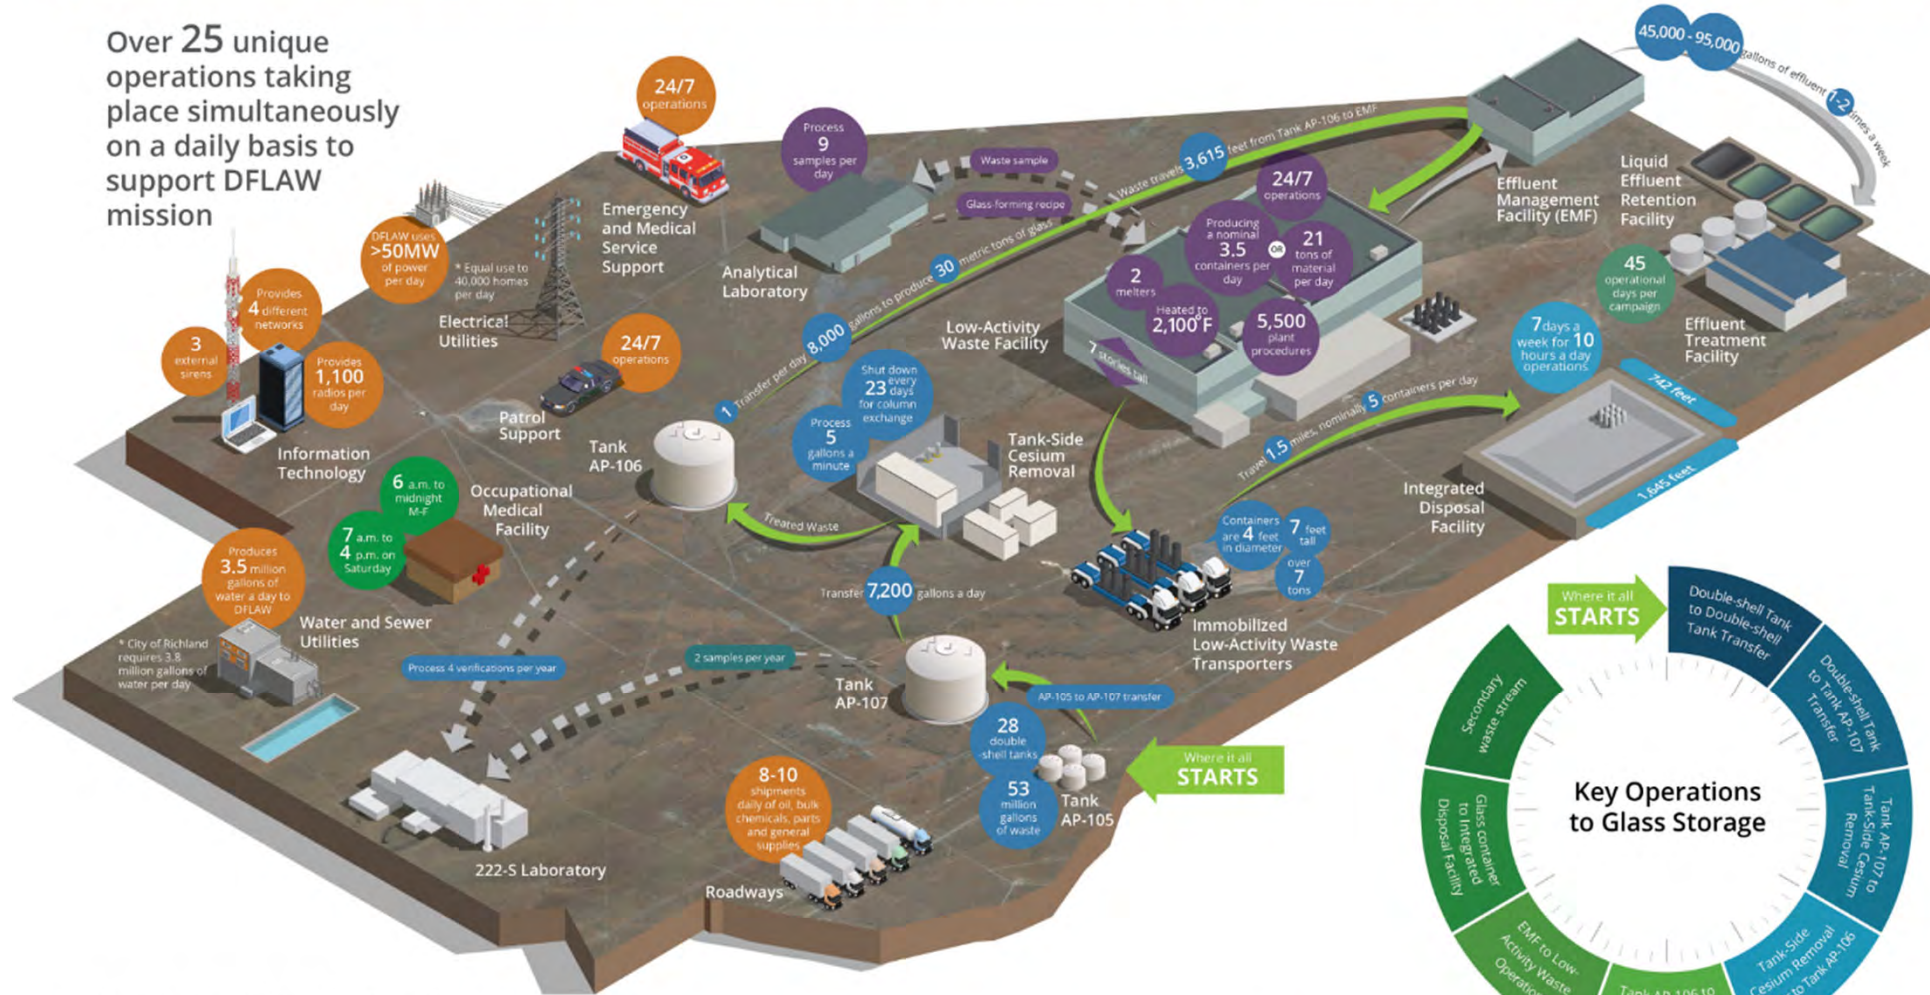 Over 25 unique
operations taking
place simultaneously
on a daily basis to
support DFLAW
mission
24/7
operations
Emergency
and Medical
Service
Support
DFLAW uses
>50MW
of power
per day
* Equal use to
40,000 homes
per day
Electrical
Utilities
Provides
4 different
networks
3
external
sirens
Provides
1,100
radios per
day
Information
Technology
24/7
operations
Patrol
Support
Process
9
samples per
day
Waste sample
Glass-forming recipe
Analytical
Laboratory
Waste travels 3,615 feet from Tank AP-106 to EMF
1 Transfer per day 8,000 gallons to produce 30 metric tons of glass
45,000 - 95,000 gallons of effluent 1-2 times a week
Effluent
Management
Facility (EMF)
Liquid
Effluent
Retention
Facility
45
operational
days per
campaign
Effluent
Treatment
Facility
24/7
operations
Producing
a nominal
3.5
containers per
day
OR
21
tons of
material
per day
2
melters
Heated to
2,100°F
5,500
plant
procedures
7 stories tall
Low-Activity
Waste Facility
7 days a
week for 10
hours a day
operations
742 feet
1,645 feet
Integrated
Disposal
Facility
Travel 1.5 miles, nominally 5 containers per day
Tank
AP-106
Shut down
every
23 days
for column
exchange
Process
5
gallons a
minute
Tank-Side
Cesium
Removal
Treated Waste
Transfer 7,200 gallons a day
Containers
are 4 feet
in diameter
7 feet
tall
over
7
tons
Immobilized
Low-Activity Waste
Transporters
6 a.m. to
midnight
M-F
7 a.m. to
4 p.m. on
Saturday
Occupational
Medical
Facility
Produces
3.5 million
gallons of
water a day to
DFLAW
* City of Richland
requires 3.8
million gallons of
water per day
Water and Sewer
Utilities
Process 4 verifications per year
2 samples per year
Tank
AP-107
AP-105 to AP-107 transfer
28
double
-shell tanks
53
million
gallons
of waste
Tank
AP-105
Where it all
STARTS
8-10
shipments
daily of oil, bulk
chemicals, parts
and general
supplies
Roadways
222-S Laboratory
Where it all
STARTS
Key Operations
to Glass Storage
Double-shell Tank
to Double-shell
Tank Transfer
Double-shell Tank
to Tank AP-107
Transfer
Tank AP-107 to
Tank-Side Cesium
Removal
Tank-Side
Cesium Removal
to Tank AP-106
Tank AP-106 to
EMF to Low-
Activity Waste
Glass container
to Integrated
Disposal Facility
Secondary
waste stream